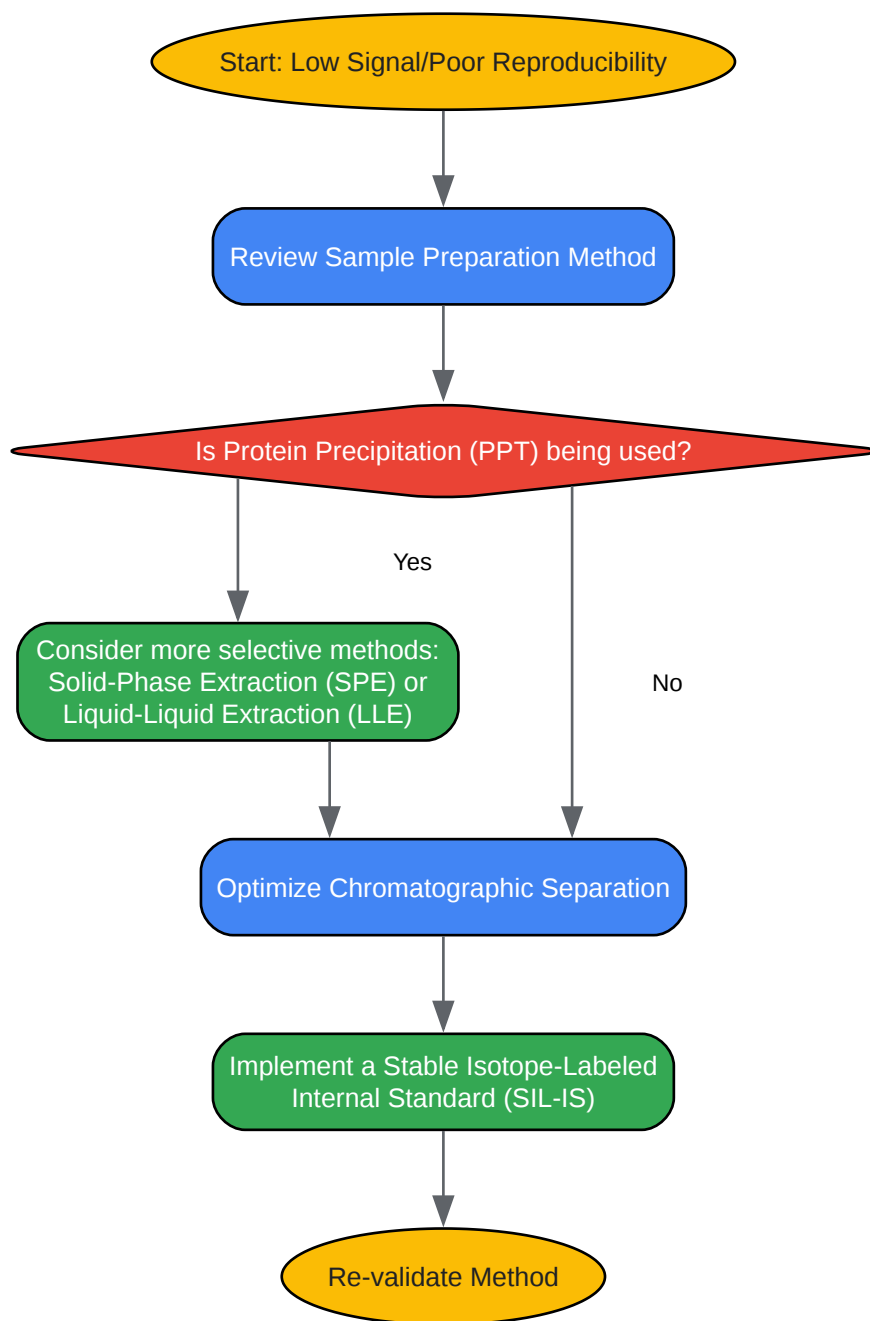 Start: Low Signal/Poor Reproducibility
Review Sample Preparation Method
Is Protein Precipitation (PPT) being used?
Yes
Consider more selective methods:
Solid-Phase Extraction (SPE) or
Liquid-Liquid Extraction (LLE)
No
Optimize Chromatographic Separation
Implement a Stable Isotope-Labeled
Internal Standard (SIL-IS)
Re-validate Method